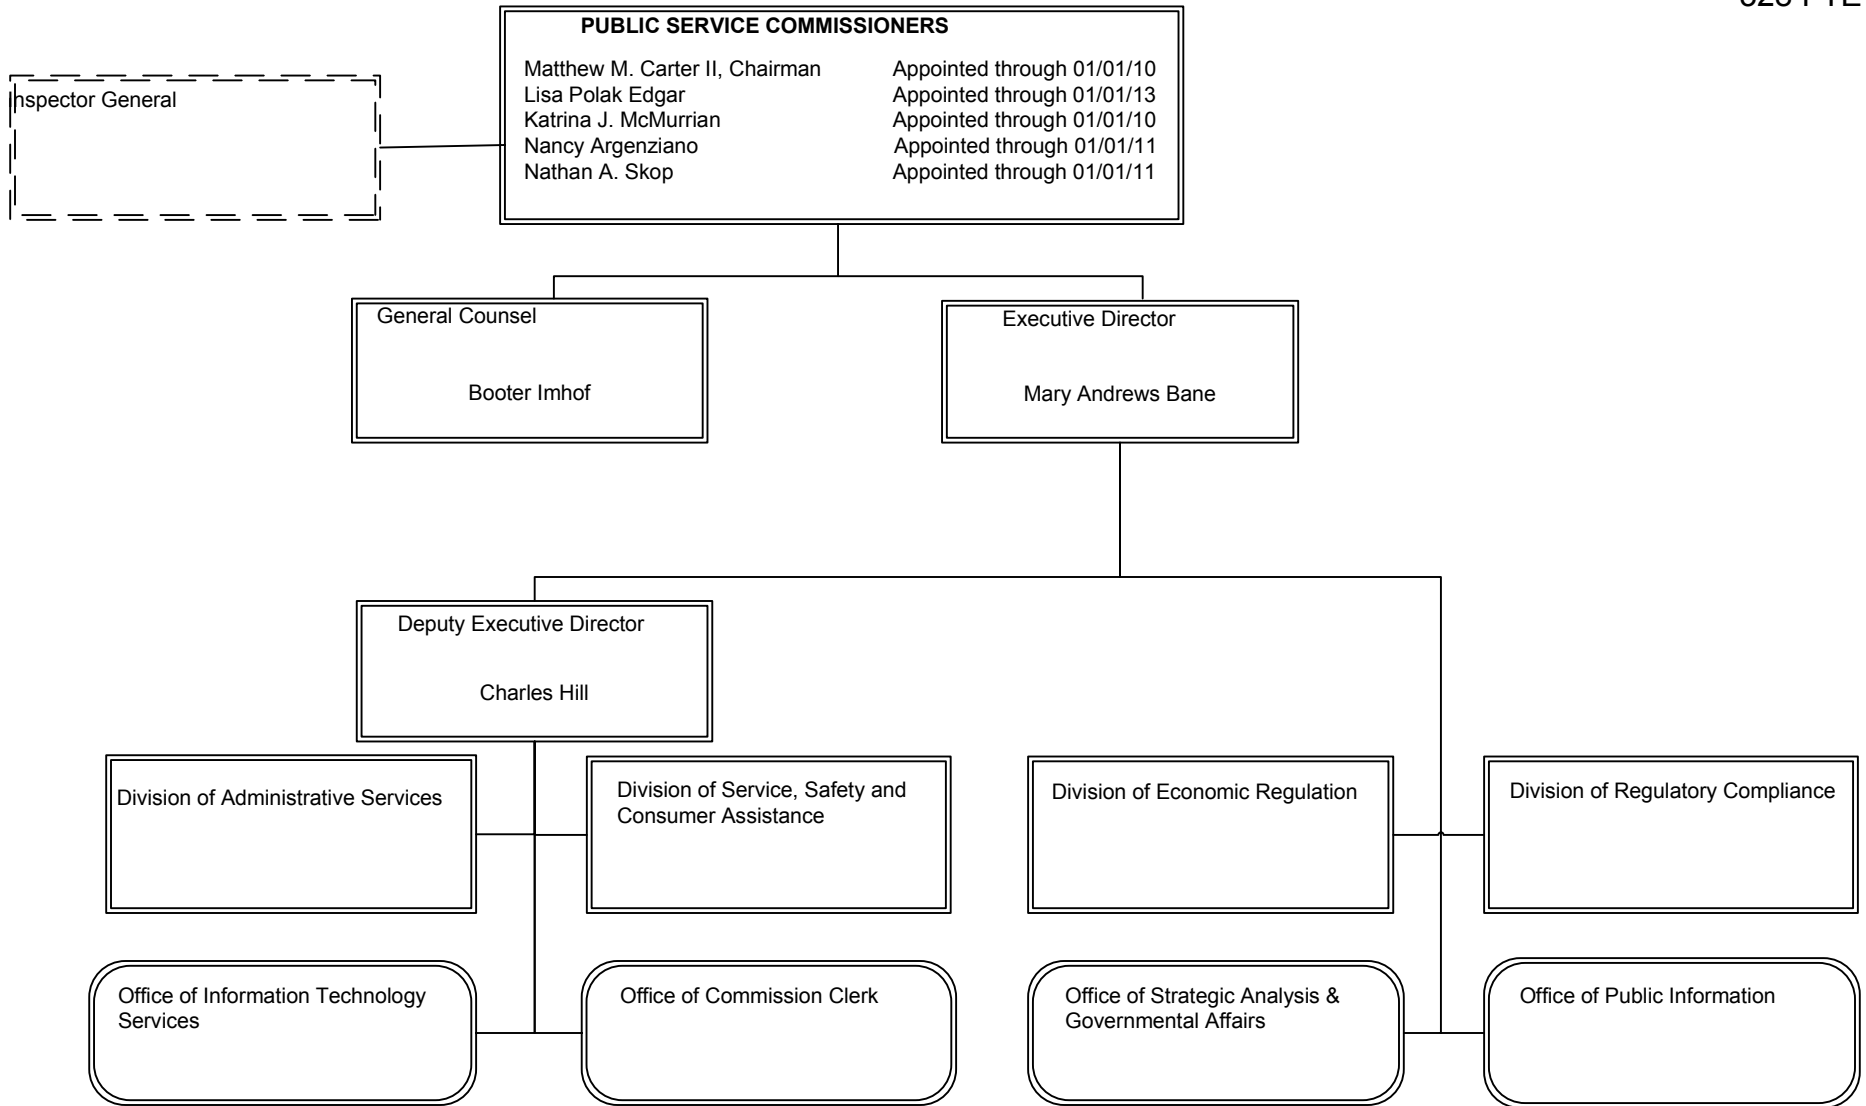 PUBLIC SERVICE COMMISSIONERS
Matthew M. Carter II, Chairman Appointed through 01/01/10
Lisa Polak Edgar Appointed through 01/01/13
Katrina J. McMurrian Appointed through 01/01/10
Nancy Argenziano Appointed through 01/01/11
Nathan A. Skop Appointed through 01/01/11
Inspector General
General Counsel
Booter Imhof
Executive Director
Mary Andrews Bane
Deputy Executive Director
Charles Hill
Division of Administrative Services
Division of Service, Safety and
Consumer Assistance
Division of Economic Regulation
Division of Regulatory Compliance
Office of Information Technology
Services
Office of Commission Clerk
Office of Strategic Analysis &
Governmental Affairs
Office of Public Information